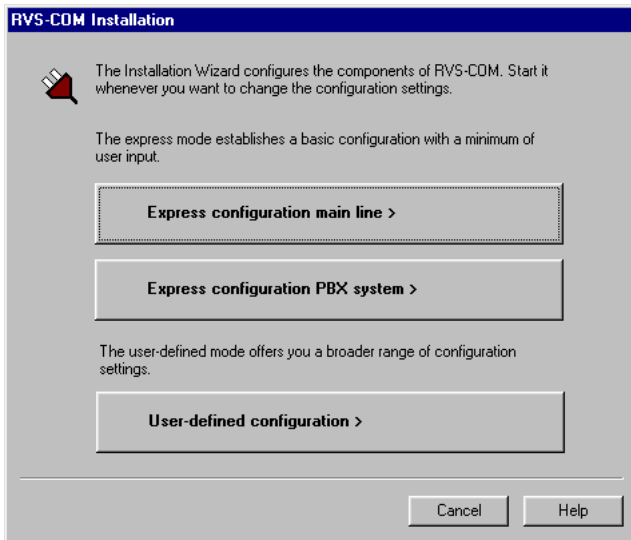 RVS-COM Installation
The Installation Wizard configures the components of RVS-COM. Start it
whenever you want to change the configuration settings.
The express mode establishes a basic configuration with a minimum of
user input.
Express configuration main line >
Express configuration PBX system >
The user-defined mode offers you a broader range of configuration
settings.
User-defined configuration >
Cancel
Help